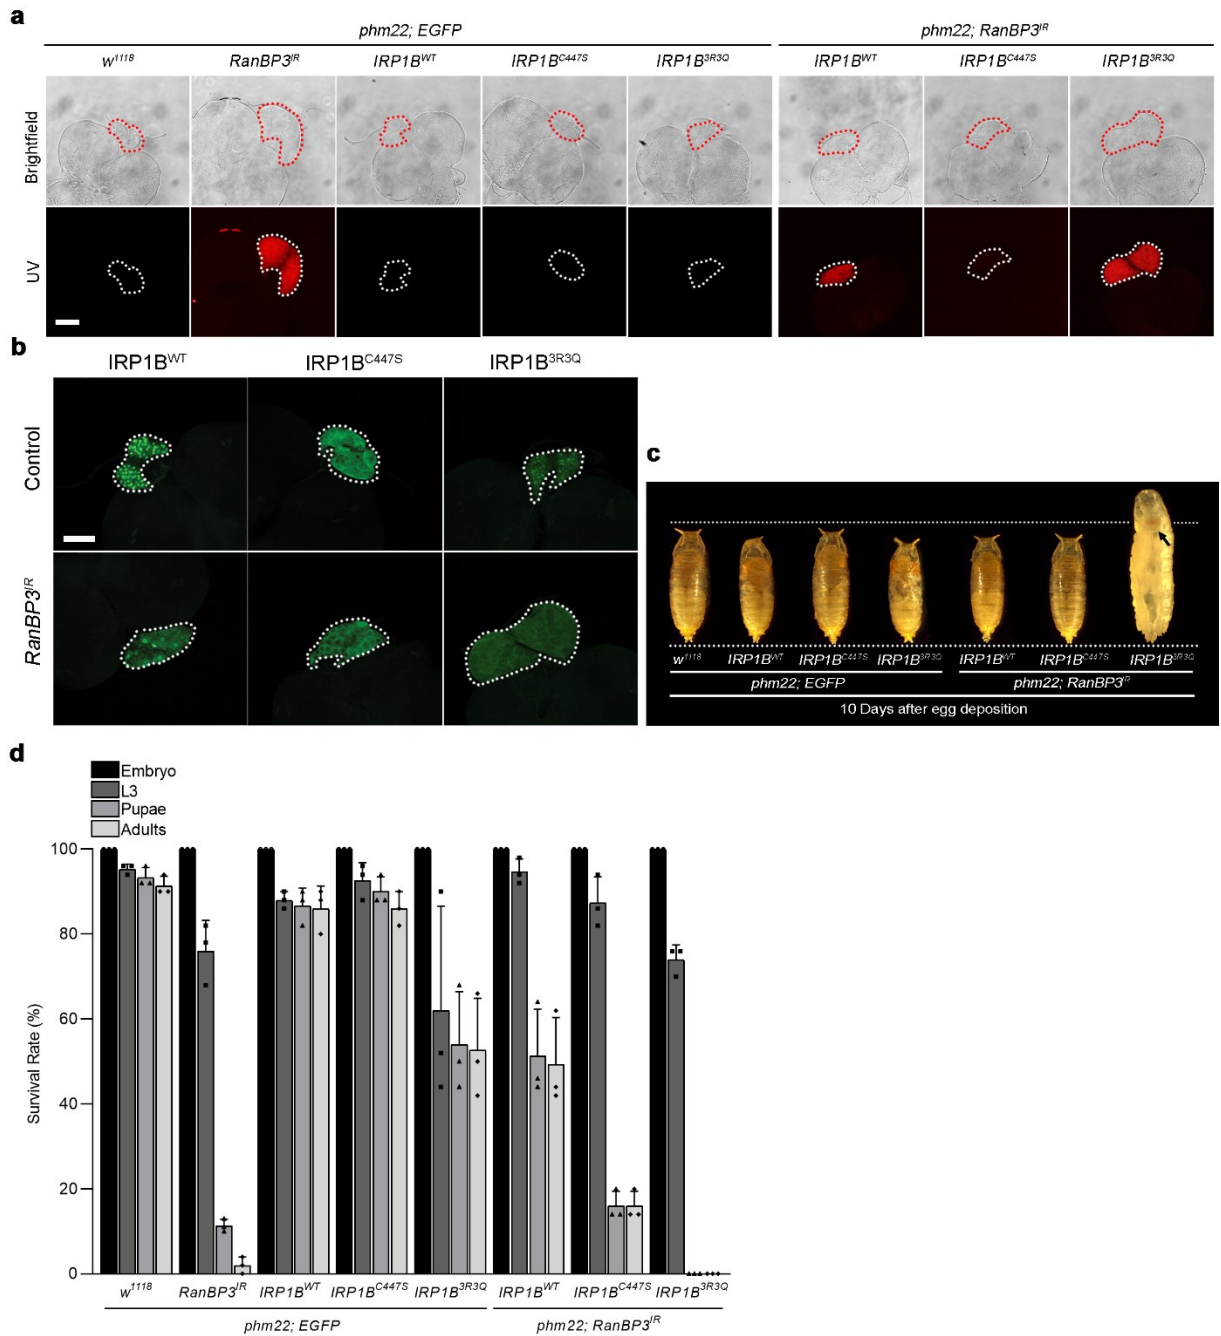 a
phm22; EGFP
phm22; RanBP3IR
w1118
RanBP3IR
IRP1BWT
IRP1BC447S
IRP1B3R3Q
IRP1BWT
IRP1BC447S
IRP1B3R3Q
Brightfield
UV
b
IRP1BWT
IRP1BC447S
IRP1B3R3Q
Control
RanBP3IR
c
w1118
IRP1BWT
IRP1BC447S
IRP1B3R3Q
IRP1BWT
IRP1BC447S
IRP1B3R3Q
phm22; EGFP
phm22; RanBP3IR
10 Days after egg deposition
d
Embryo
L3
Pupae
Adults
Survival Rate (%)
100
80
60
40
20
0
w1118
RanBP3IR
IRP1BWT
IRP1BC447S
IRP1B3R3Q
IRP1BWT
IRP1BC447S
IRP1B3R3Q
phm22; EGFP
phm22; RanBP3IR